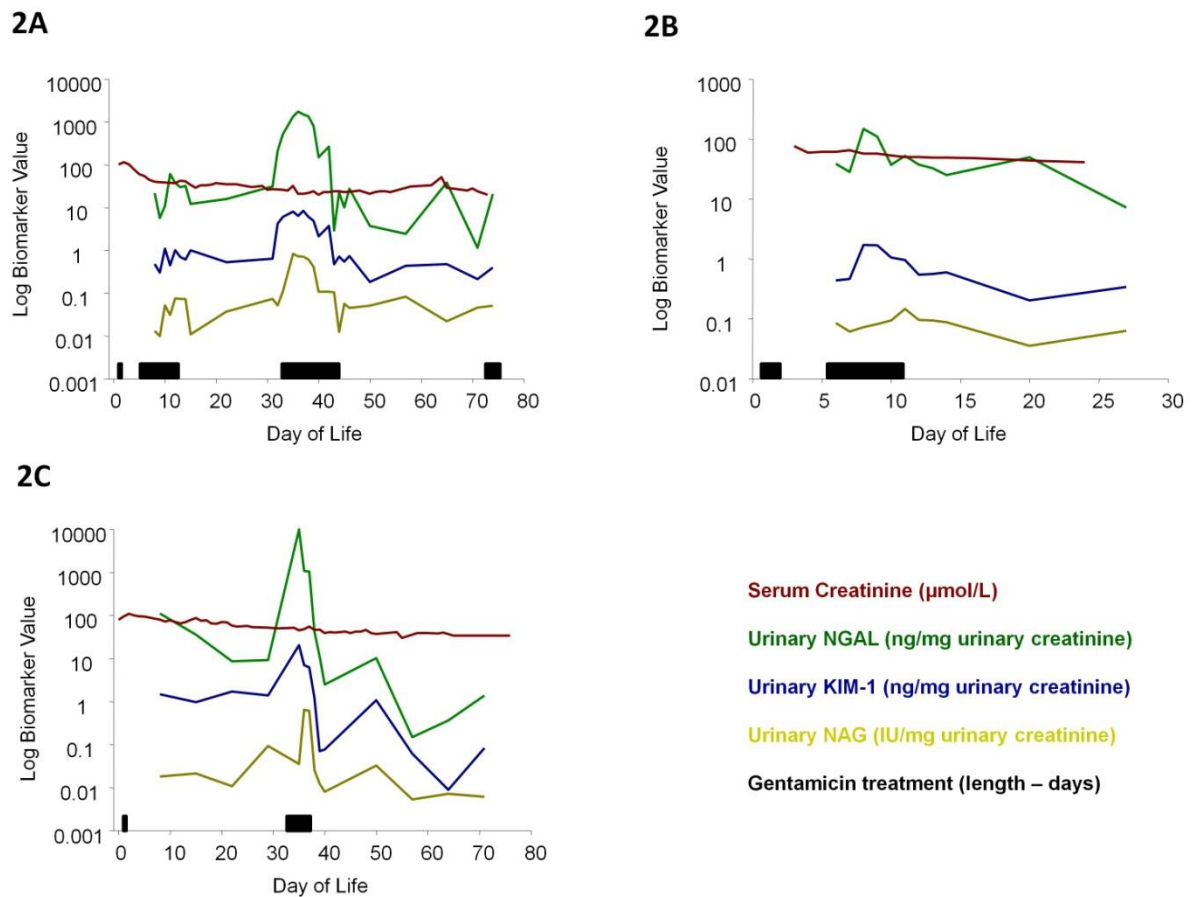 2A
10000
1000
100
10
1
0.1
0.01
0.001
Log Biomarker Value
0 10 20 30 40 50 60 70 80
Day of Life
2B
1000
100
10
1
0.1
0.01
Log Biomarker Value
0 5 10 15 20 25 30
Day of Life
2C
10000
1000
100
10
1
0.1
0.01
0.001
Log Biomarker Value
0 10 20 30 40 50 60 70 80
Day of Life
Serum Creatinine (μmol/L)
Urinary NGAL (ng/mg urinary creatinine)
Urinary KIM-1 (ng/mg urinary creatinine)
Urinary NAG (IU/mg urinary creatinine)
Gentamicin treatment (length – days)